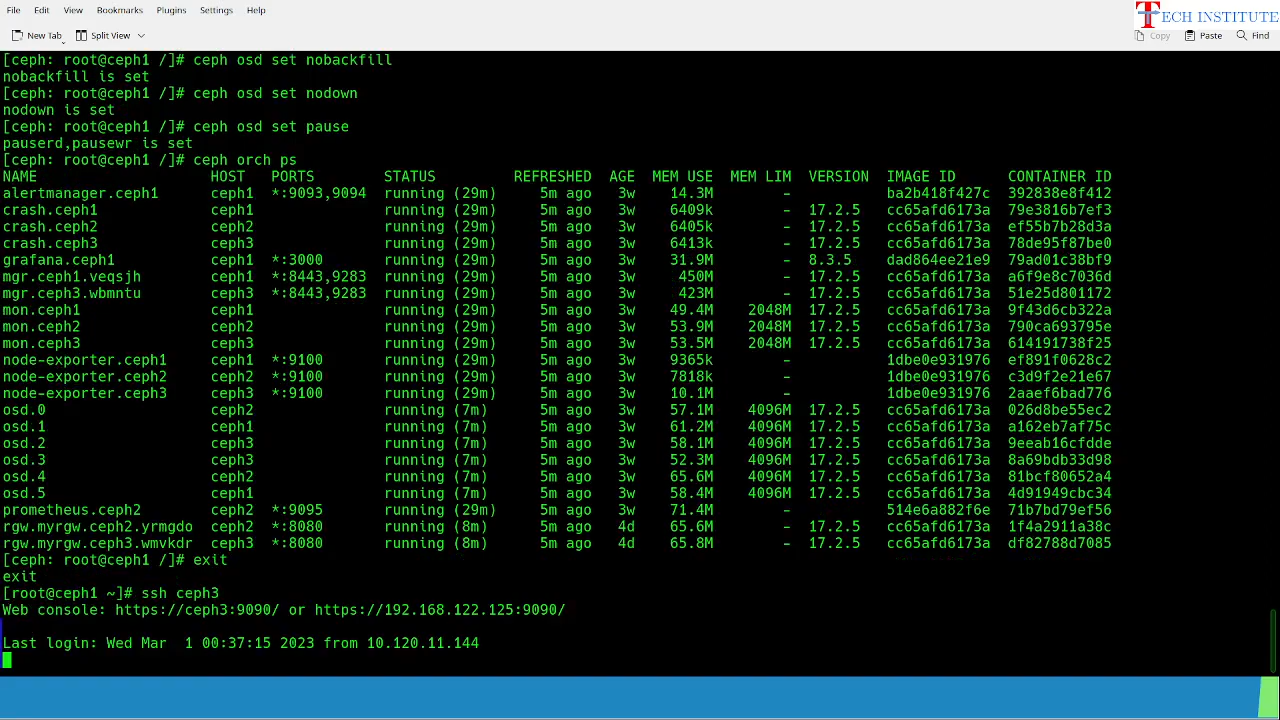 File Edit View Bookmarks Plugins Settings Help
TECH INSTITUTE
New Tab Split View Copy Paste Find
[ceph: root@ceph1 /]# ceph osd set nobackfill
nobackfill is set
[ceph: root@ceph1 /]# ceph osd set nodown
nodown is set
[ceph: root@ceph1 /]# ceph osd set pause
pauserd,pausewr is set
[ceph: root@ceph1 /]# ceph orch ps
NAME HOST PORTS STATUS REFRESHED AGE MEM USE MEM LIM VERSION IMAGE ID CONTAINER ID
alertmanager.ceph1 ceph1 *:9093,9094 running (29m) 5m ago 3w 14.3M - ba2b418f427c 392838e8f412
crash.ceph1 ceph1 running (29m) 5m ago 3w 6409k - 17.2.5 cc65afd6173a 79e3816b7ef3
crash.ceph2 ceph2 running (29m) 5m ago 3w 6405k - 17.2.5 cc65afd6173a ef55b7b28d3a
crash.ceph3 ceph3 running (29m) 5m ago 3w 6413k - 17.2.5 cc65afd6173a 78de95f87be0
grafana.ceph1 ceph1 *:3000 running (29m) 5m ago 3w 31.9M - 8.3.5 dad864ee21e9 79ad01c38bf9
mgr.ceph1.veqsjh ceph1 *:8443,9283 running (29m) 5m ago 3w 450M - 17.2.5 cc65afd6173a a6f9e8c7036d
mgr.ceph3.wbmntu ceph3 *:8443,9283 running (29m) 5m ago 3w 423M - 17.2.5 cc65afd6173a 51e25d801172
mon.ceph1 ceph1 running (29m) 5m ago 3w 49.4M 2048M 17.2.5 cc65afd6173a 9f43d6cb322a
mon.ceph2 ceph2 running (29m) 5m ago 3w 53.9M 2048M 17.2.5 cc65afd6173a 790ca693795e
mon.ceph3 ceph3 running (29m) 5m ago 3w 53.5M 2048M 17.2.5 cc65afd6173a 614191738f25
node-exporter.ceph1 ceph1 *:9100 running (29m) 5m ago 3w 9365k - 1dbe0e931976 ef891f0628c2
node-exporter.ceph2 ceph2 *:9100 running (29m) 5m ago 3w 7818k - 1dbe0e931976 c3d9f2e21e67
node-exporter.ceph3 ceph3 *:9100 running (29m) 5m ago 3w 10.1M - 1dbe0e931976 2aaef6bad776
osd.0 ceph2 running (7m) 5m ago 3w 57.1M 4096M 17.2.5 cc65afd6173a 026d8be55ec2
osd.1 ceph1 running (7m) 5m ago 3w 61.2M 4096M 17.2.5 cc65afd6173a a162eb7af75c
osd.2 ceph3 running (7m) 5m ago 3w 58.1M 4096M 17.2.5 cc65afd6173a 9eeab16cfdde
osd.3 ceph3 running (7m) 5m ago 3w 52.3M 4096M 17.2.5 cc65afd6173a 8a69bdb33d98
osd.4 ceph2 running (7m) 5m ago 3w 65.6M 4096M 17.2.5 cc65afd6173a 81bcf80652a4
osd.5 ceph1 running (7m) 5m ago 3w 58.4M 4096M 17.2.5 cc65afd6173a 4d91949cbc34
prometheus.ceph2 ceph2 *:9095 running (29m) 5m ago 3w 71.4M - 514e6a882f6e 71b7bd79ef56
rgw.myrgw.ceph2.yrmgdo ceph2 *:8080 running (8m) 5m ago 4d 65.6M - 17.2.5 cc65afd6173a 1f4a2911a38c
rgw.myrgw.ceph3.wmvkdr ceph3 *:8080 running (8m) 5m ago 4d 65.8M - 17.2.5 cc65afd6173a df82788d7085
[ceph: root@ceph1 /]# exit
exit
[root@ceph1 ~]# ssh ceph3
Web console: https://ceph3:9090/ or https://192.168.122.125:9090/
Last login: Wed Mar 1 00:37:15 2023 from 10.120.11.144